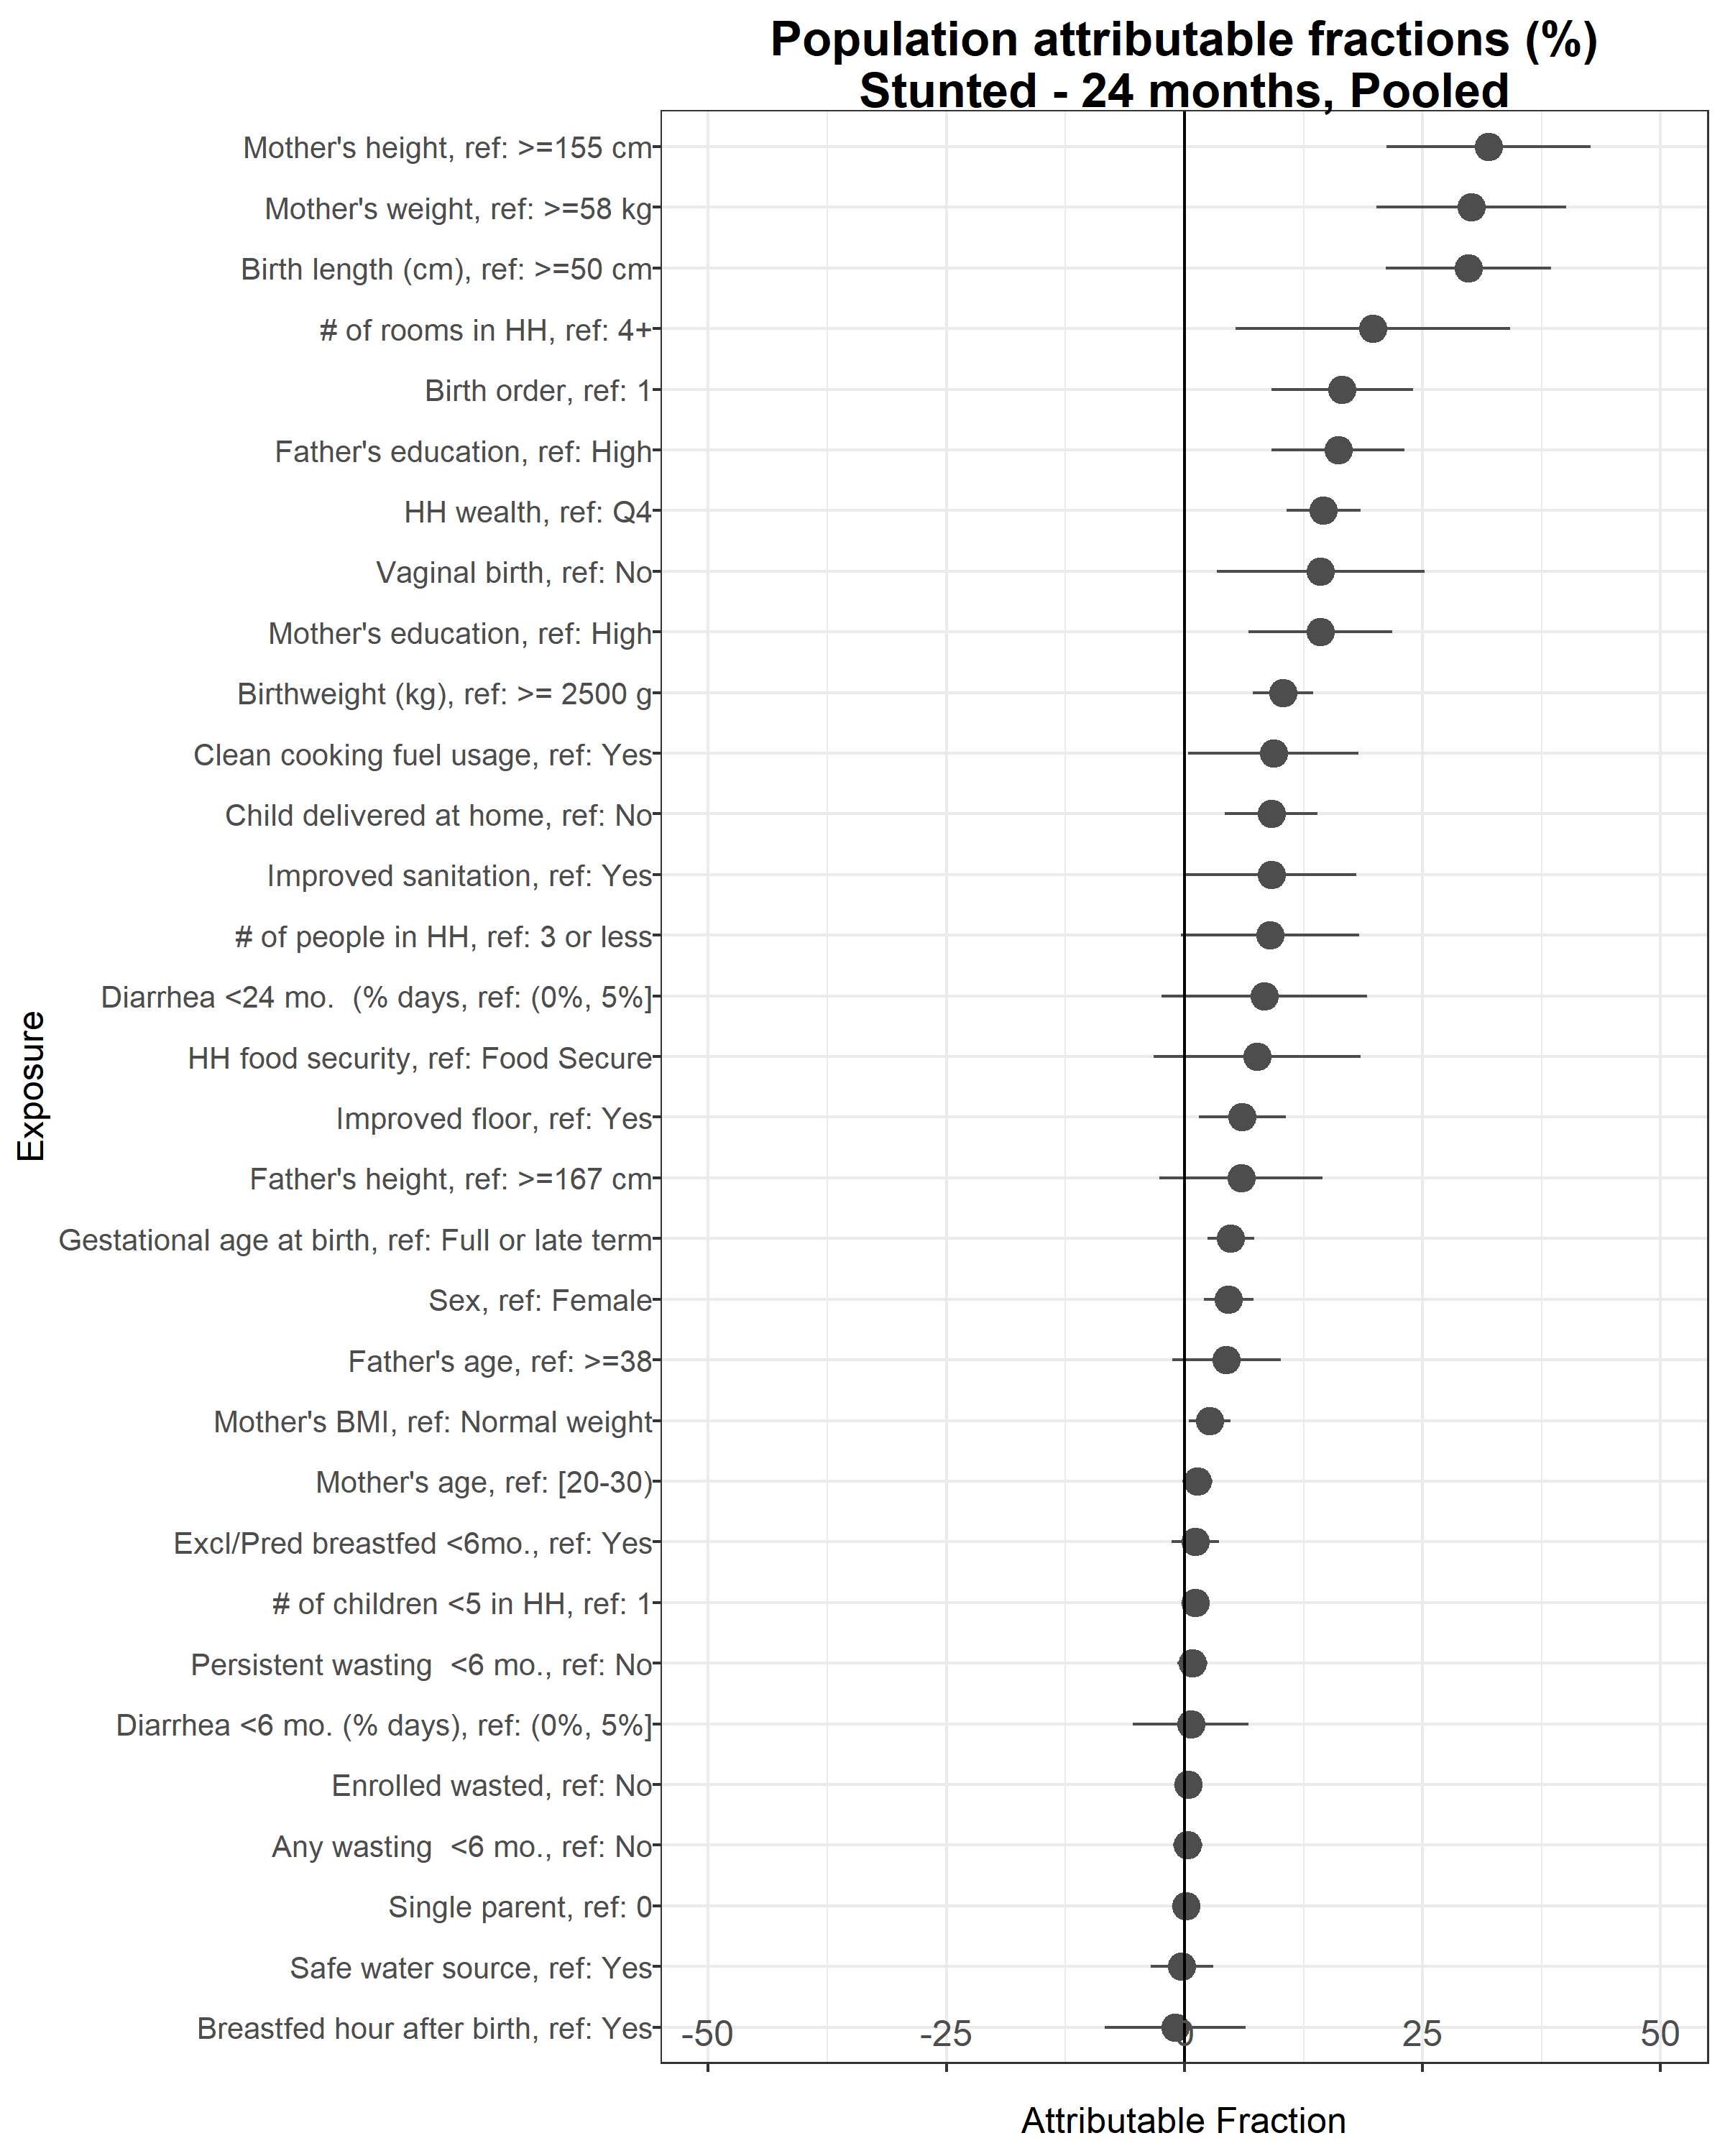 Population attributable fractions (%)
Stunted - 24 months, Pooled
Exposure
Mother's height, ref: >=155 cm
Mother's weight, ref: >=58 kg
Birth length (cm), ref: >=50 cm
# of rooms in HH, ref: 4+
Birth order, ref: 1
Father's education, ref: High
HH wealth, ref: Q4
Vaginal birth, ref: No
Mother's education, ref: High
Birthweight (kg), ref: >= 2500 g
Clean cooking fuel usage, ref: Yes
Child delivered at home, ref: No
Improved sanitation, ref: Yes
# of people in HH, ref: 3 or less
Diarrhea <24 mo.  (% days, ref: (0%, 5%]
HH food security, ref: Food Secure
Improved floor, ref: Yes
Father's height, ref: >=167 cm
Gestational age at birth, ref: Full or late term
Sex, ref: Female
Father's age, ref: >=38
Mother's BMI, ref: Normal weight
Mother's age, ref: [20-30)
Excl/Pred breastfed <6mo., ref: Yes
# of children <5 in HH, ref: 1
Persistent wasting  <6 mo., ref: No
Diarrhea <6 mo. (% days), ref: (0%, 5%]
Enrolled wasted, ref: No
Any wasting  <6 mo., ref: No
Single parent, ref: 0
Safe water source, ref: Yes
Breastfed hour after birth, ref: Yes
-50 -25 0 25 50
Attributable Fraction